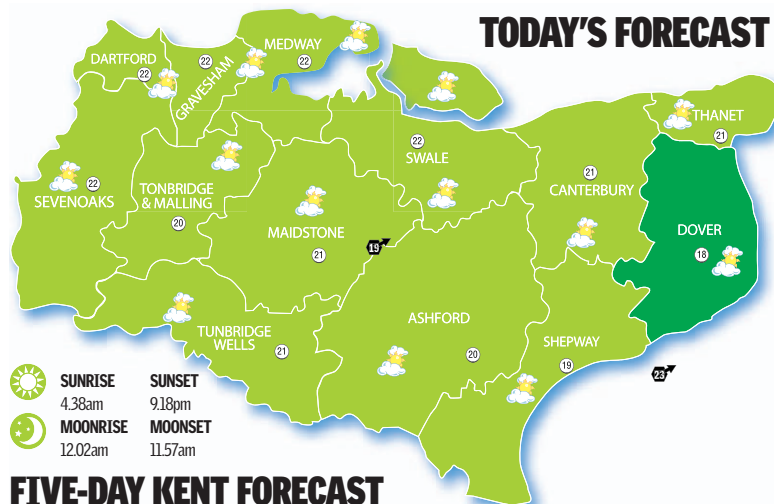 TODAY'S FORECAST
MEDWAY
22
DARTFORD
22
22
GRAVESHAM
THANET
21
22
SWALE
21
CANTERBURY
22
SEVENOAKS
TONBRIDGE
& MALLING
20
MAIDSTONE
21
19
DOVER
18
ASHFORD
20
TUNBRIDGE
WELLS
21
SHEPWAY
19
23
SUNRISE SUNSET
4.38am 9.18pm
MOONRISE MOONSET
12.02am 11.57am
FIVE-DAY KENT FORECAST